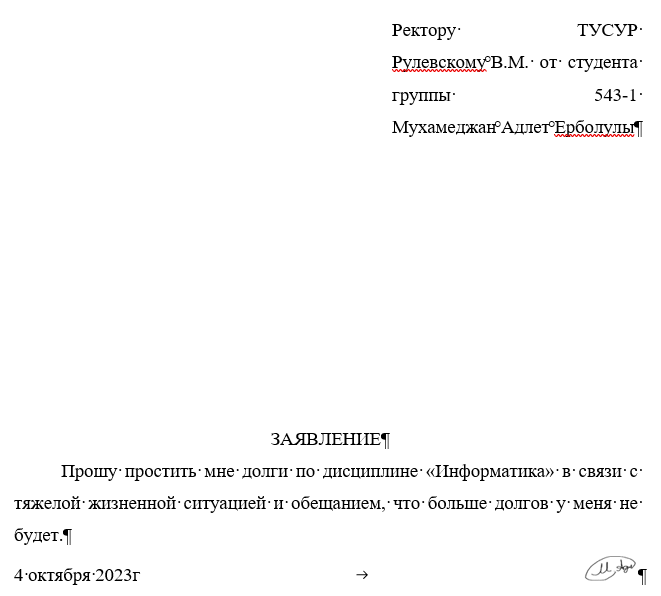 Ректору ТУСУР
Рулевскому В.М. от студента
группы 543-1
Мухамеджан Адлет Ерболулы
ЗАЯВЛЕНИЕ
Прошу простить мне долги по дисциплине «Информатика» в связи с
тяжелой жизненной ситуацией и обещанием, что больше долгов у меня не
будет.
4 октября 2023г